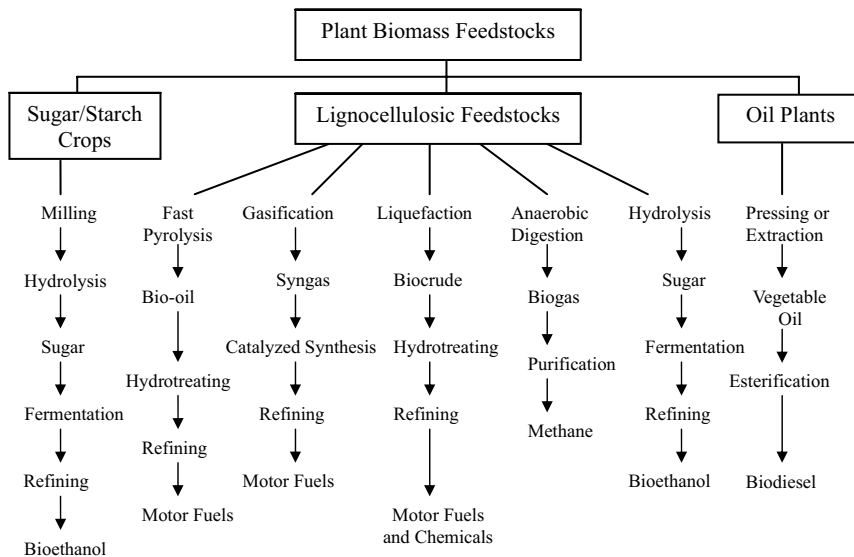 Plant Biomass Feedstocks
Sugar/Starch
Crops
Lignocellulosic Feedstocks
Oil Plants
Milling
Hydrolysis
Sugar
Fermentation
Refining
Bioethanol
Fast
Pyrolysis
Bio-oil
Hydrotreating
Refining
Motor Fuels
Gasification
Syngas
Catalyzed Synthesis
Refining
Motor Fuels
Liquefaction
Biocrude
Hydrotreating
Refining
Motor Fuels
and Chemicals
Anaerobic
Digestion
Biogas
Purification
Methane
Hydrolysis
Sugar
Fermentation
Refining
Bioethanol
Pressing or
Extraction
Vegetable
Oil
Esterification
Biodiesel